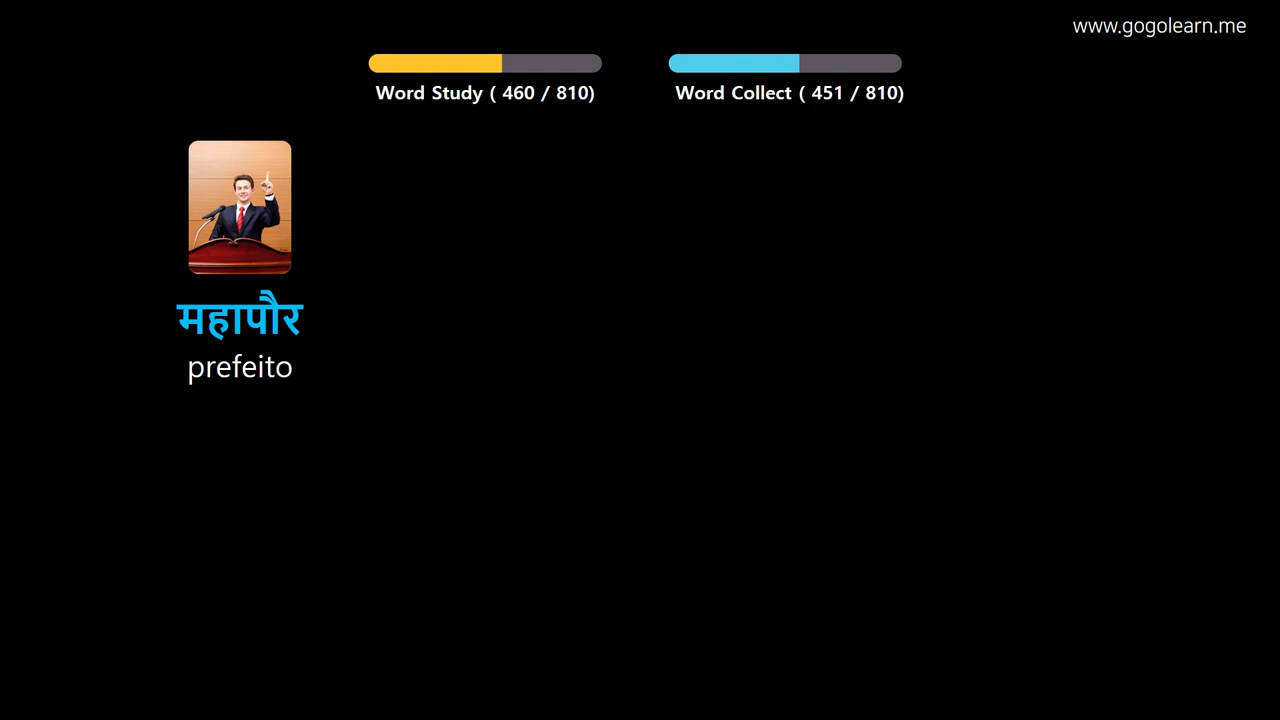 www.gogolearn.me
Word Study ( 460 / 810)
Word Collect ( 451 / 810)
महापौर
prefeito